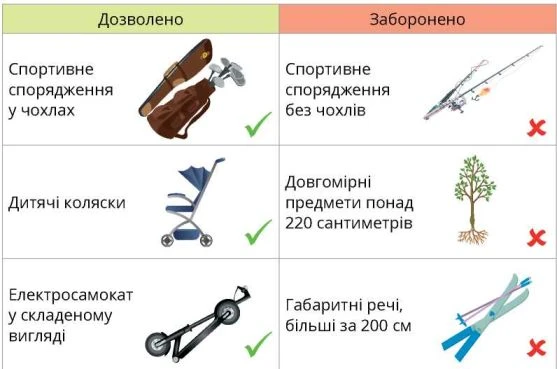 Дозволено
Заборонено
Спортивне
спорядження
у чохлах
Спортивне
спорядження
без чохлів
Дитячі коляски
Довгомірні
предмети понад
220 сантиметрів
Електросамокат
у складеному
вигляді
Габаритні речі,
більші за 200 см